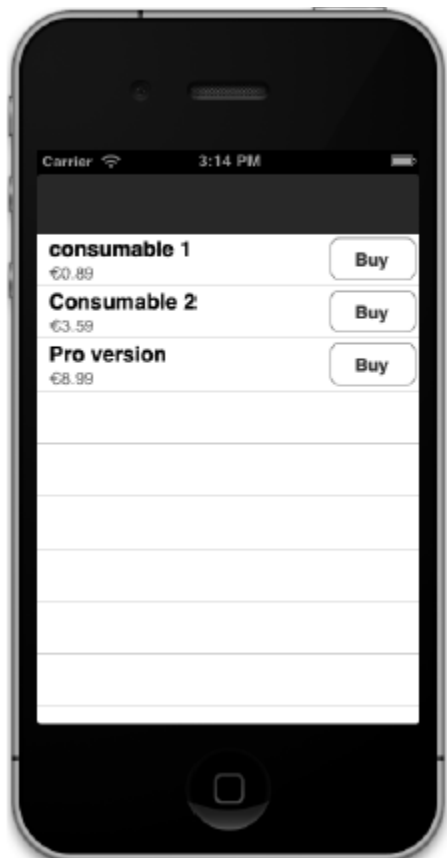 Carrier 3:14 PM
consumable 1
€0.89
Buy
Consumable 2
€3.59
Buy
Pro version
€8.99
Buy